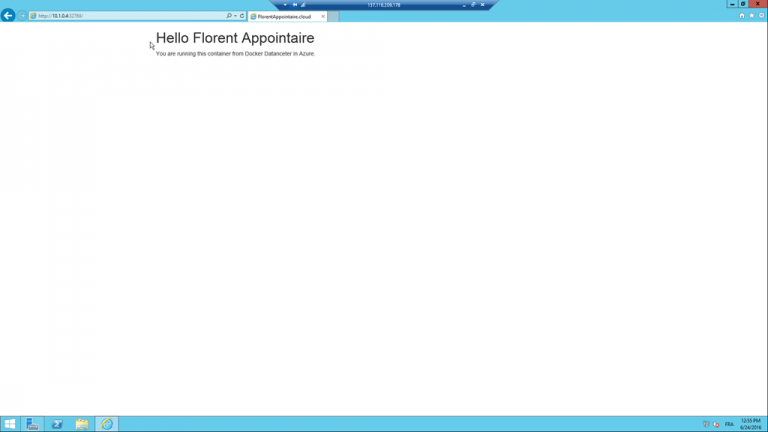 137.116.209.178
http://10.1.0.4:32769/
FlorentAppointaire.cloud
Hello Florent Appointaire
You are running this container from Docker Datanceter in Azure.
FRA
12:55 PM
6/24/2016